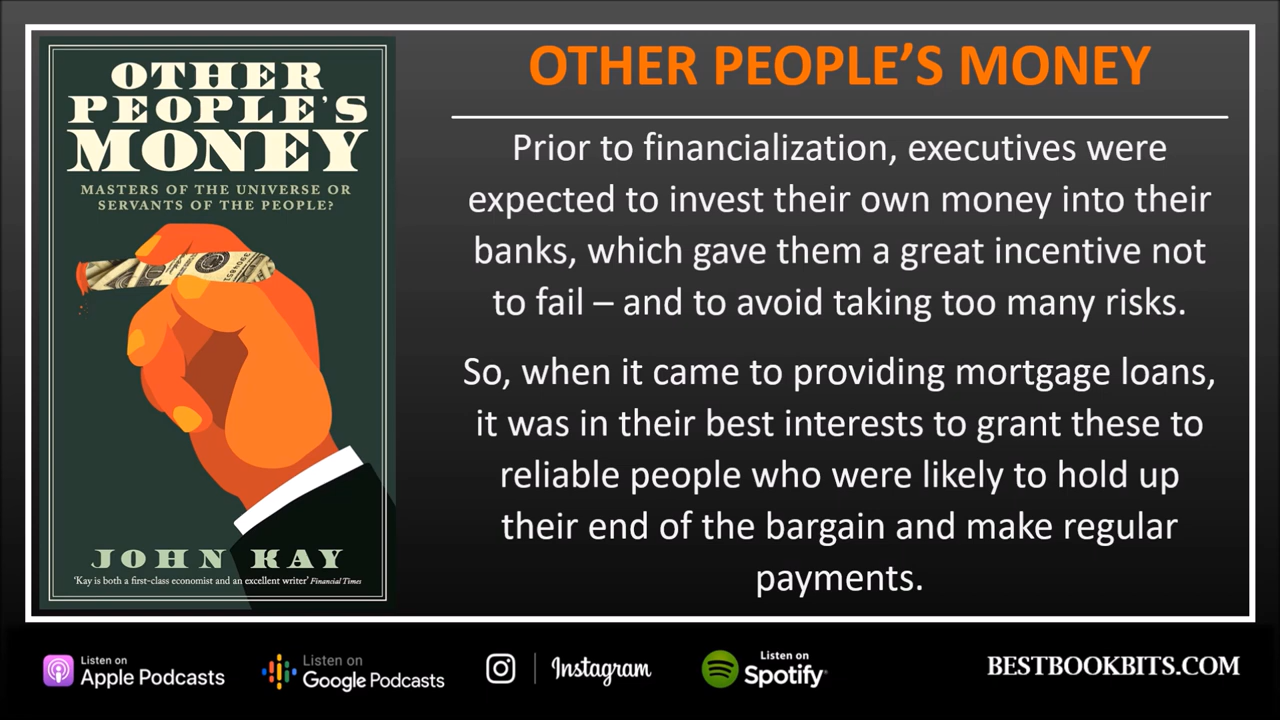 OTHER
PEOPLE'S
MONEY
MASTERS OF THE UNIVERSE OR
SERVANTS OF THE PEOPLE?
JOHN KAY
'Kay is both a first-class economist and an excellent writer' Financial Times
OTHER PEOPLE’S MONEY
Prior to financialization, executives were
expected to invest their own money into their
banks, which gave them a great incentive not
to fail – and to avoid taking too many risks.
So, when it came to providing mortgage loans,
it was in their best interests to grant these to
reliable people who were likely to hold up
their end of the bargain and make regular
payments.
Listen on
Apple Podcasts
Listen on
Google Podcasts
Instagram
Listen on
Spotify
BESTBOOKBITS.COM